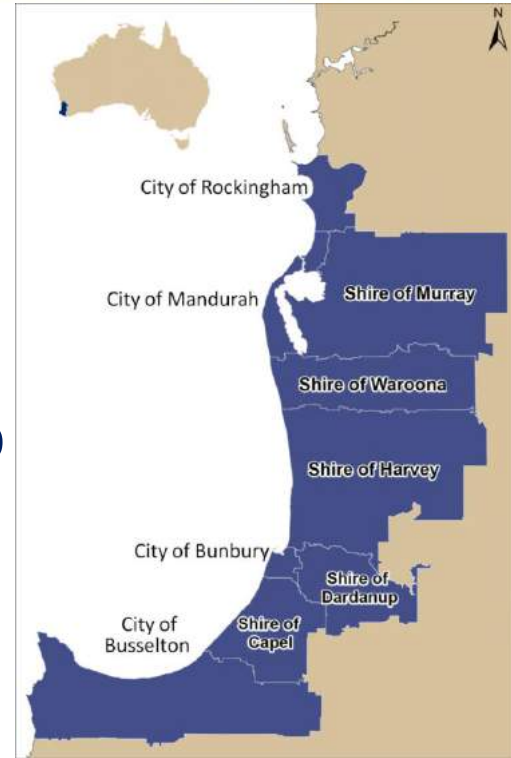 N
City of Rockingham
City of Mandurah
Shire of Murray
Shire of Waroona
Shire of Harvey
City of Bunbury
Shire of
Dardanup
City of
Busselton
Shire of
Capel
)